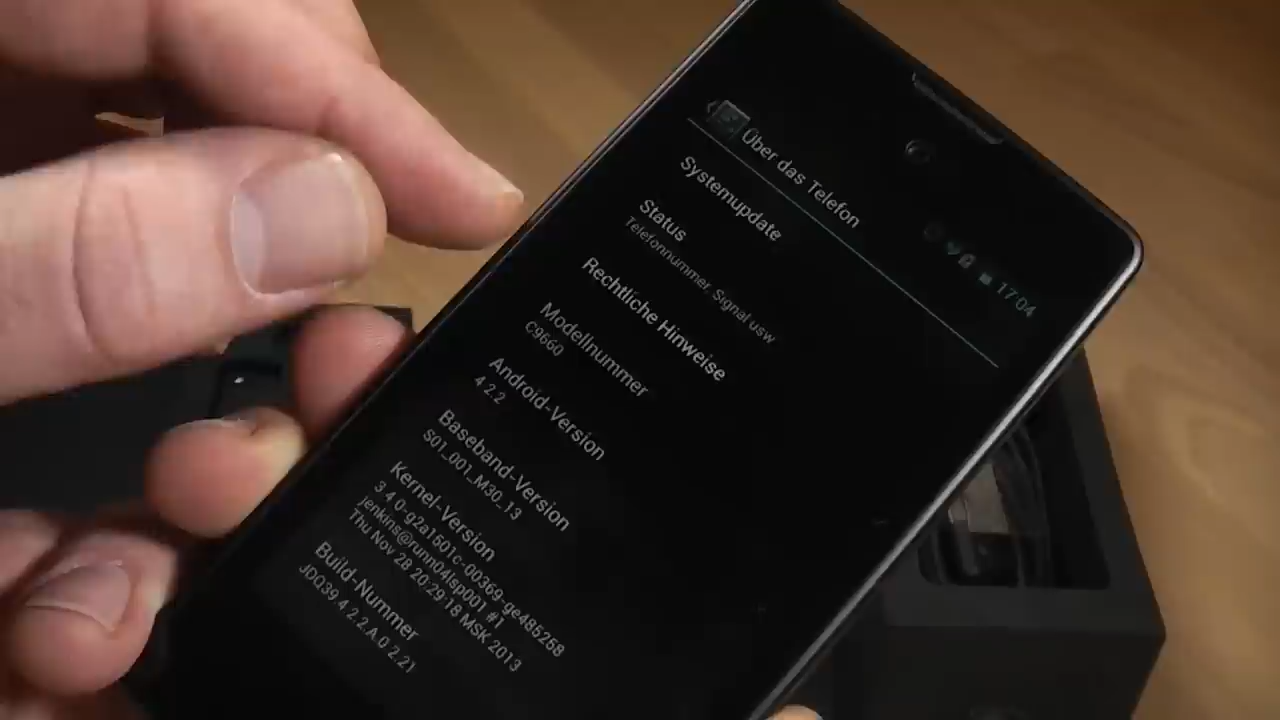 17:04
Über das Telefon
Systemupdate
Status
Telefonnummer, Signal usw
Rechtliche Hinweise
Modellnummer
C9660
Android-Version
4.2.2
Baseband-Version
S01_001_M30_13
Kernel-Version
3.4.0-g2a1601c-00369-ge485268
jenkins@runn04lsp001 #1
Thu Nov 28 20:29:18 MSK 2013
Build-Nummer
JDQ39.4.2.2.A.0.2.21